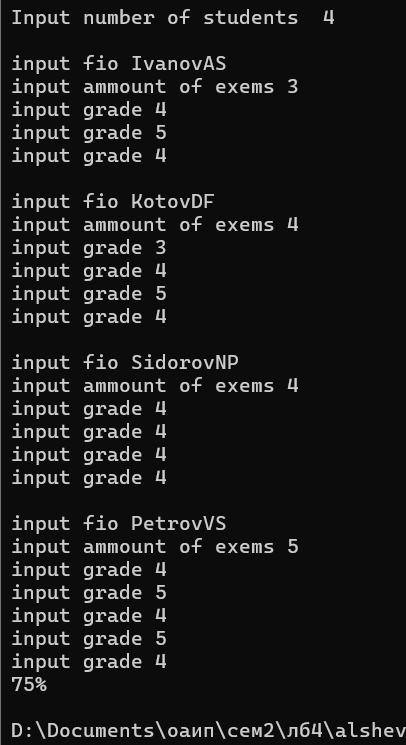 Input number of students  4
input fio IvanovAS
input ammount of exems 3
input grade 4
input grade 5
input grade 4
input fio KotovDF
input ammount of exems 4
input grade 3
input grade 4
input grade 5
input grade 4
input fio SidorovNP
input ammount of exems 4
input grade 4
input grade 4
input grade 4
input grade 4
input fio PetrovVS
input ammount of exems 5
input grade 4
input grade 5
input grade 4
input grade 5
input grade 4
75%
D:\Documents\оаип\сем2\лб4\alshev